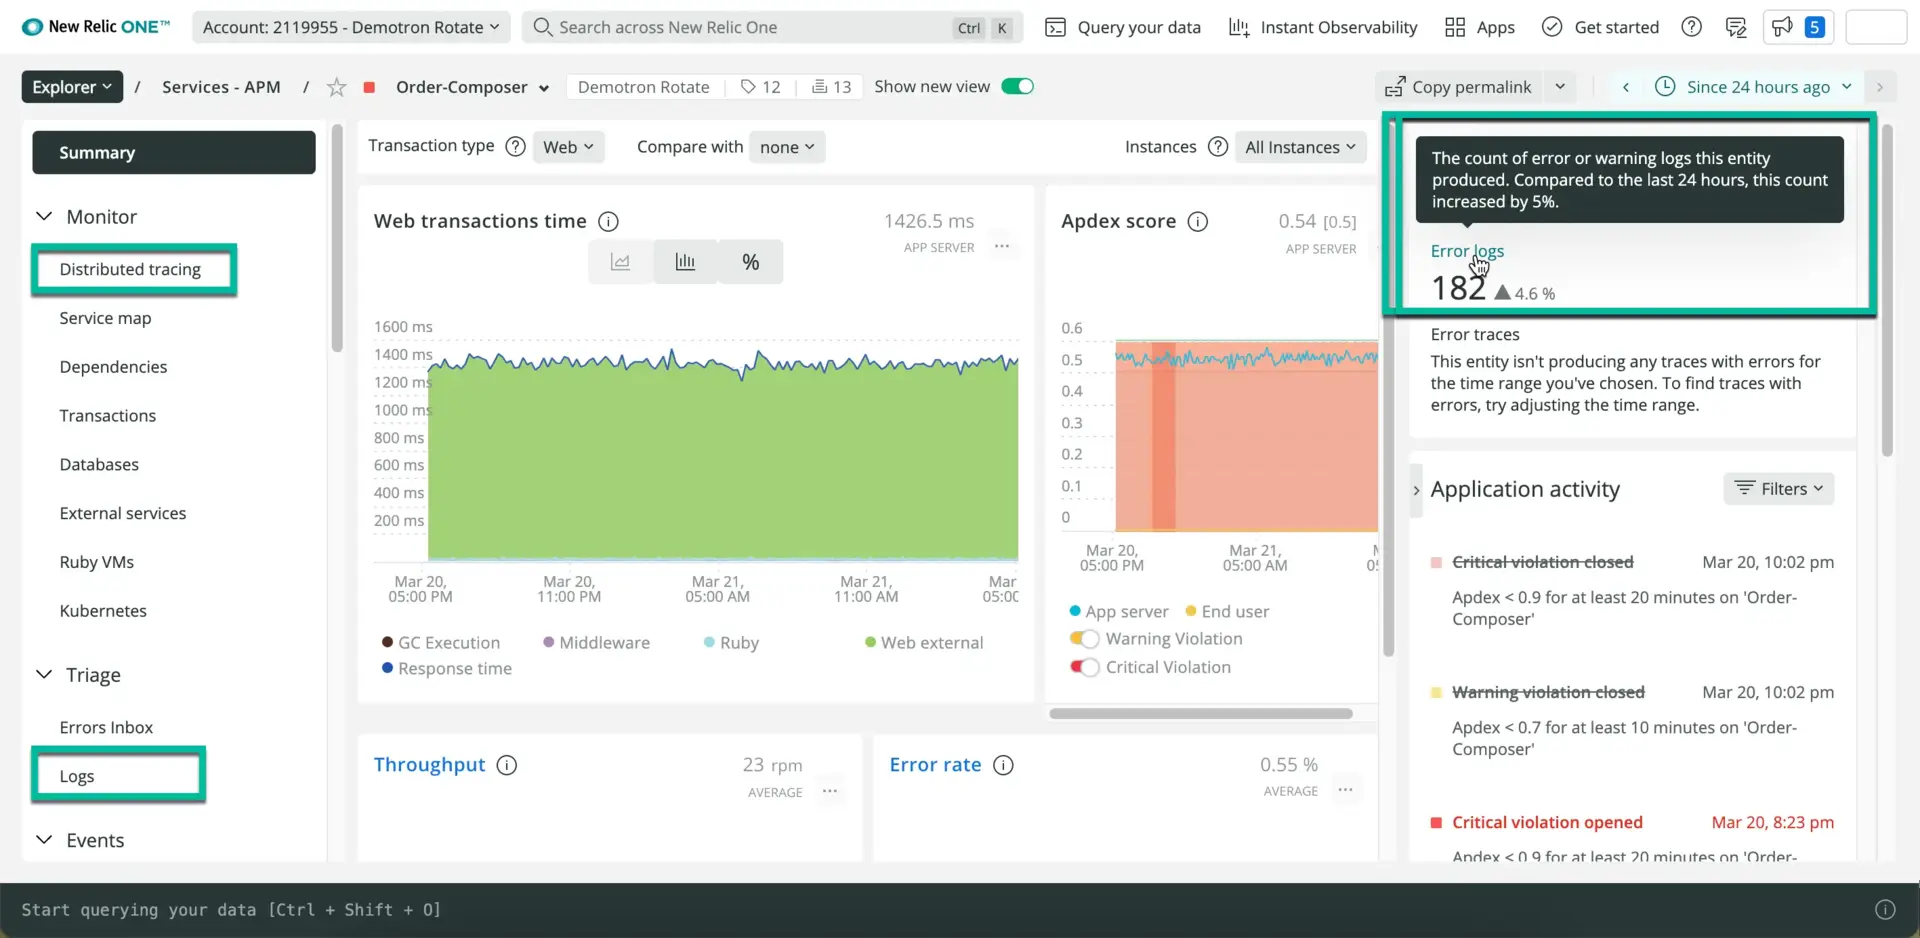 New Relic ONE™
Account: 2119955 - Demotron Rotate
Search across New Relic One
Ctrl
K
Query your data
Instant Observability
Apps
Get started
5
Explorer
/
Services - APM
/
Order-Composer
Demotron Rotate
12
13
Show new view
Copy permalink
Since 24 hours ago
Summary
Monitor
Distributed tracing
Service map
Dependencies
Transactions
Databases
External services
Ruby VMs
Kubernetes
Triage
Errors Inbox
Logs
Events
Transaction type
Web
Compare with
none
Instances
All Instances
Web transactions time
1426.5 ms
APP SERVER
%
1600 ms
1400 ms
1200 ms
1000 ms
800 ms
600 ms
400 ms
200 ms
Mar 20,
05:00 PM
Mar 20,
11:00 PM
Mar 21,
05:00 AM
Mar 21,
11:00 AM
Mar
05:00
GC Execution
Middleware
Ruby
Web external
Response time
Apdex score
0.54 [0.5]
APP SERVER
0.6
0.5
0.4
0.3
0.2
0.1
0
Mar 20,
05:00 PM
Mar 21,
05:00 AM
App server
End user
Warning Violation
Critical Violation
Throughput
23 rpm
AVERAGE
Error rate
0.55 %
AVERAGE
The count of error or warning logs this entity
produced. Compared to the last 24 hours, this count
increased by 5%.
Error logs
182
4.6 %
Error traces
This entity isn't producing any traces with errors for
the time range you've chosen. To find traces with
errors, try adjusting the time range.
Application activity
Filters
Critical violation closed
Mar 20, 10:02 pm
Apdex < 0.9 for at least 20 minutes on 'Order-
Composer'
Warning violation closed
Mar 20, 10:02 pm
Apdex < 0.7 for at least 10 minutes on 'Order-
Composer'
Critical violation opened
Mar 20, 8:23 pm
Apdex < 0.9 for at least 20 minutes on 'Order-
Start querying your data [Ctrl + Shift + O]